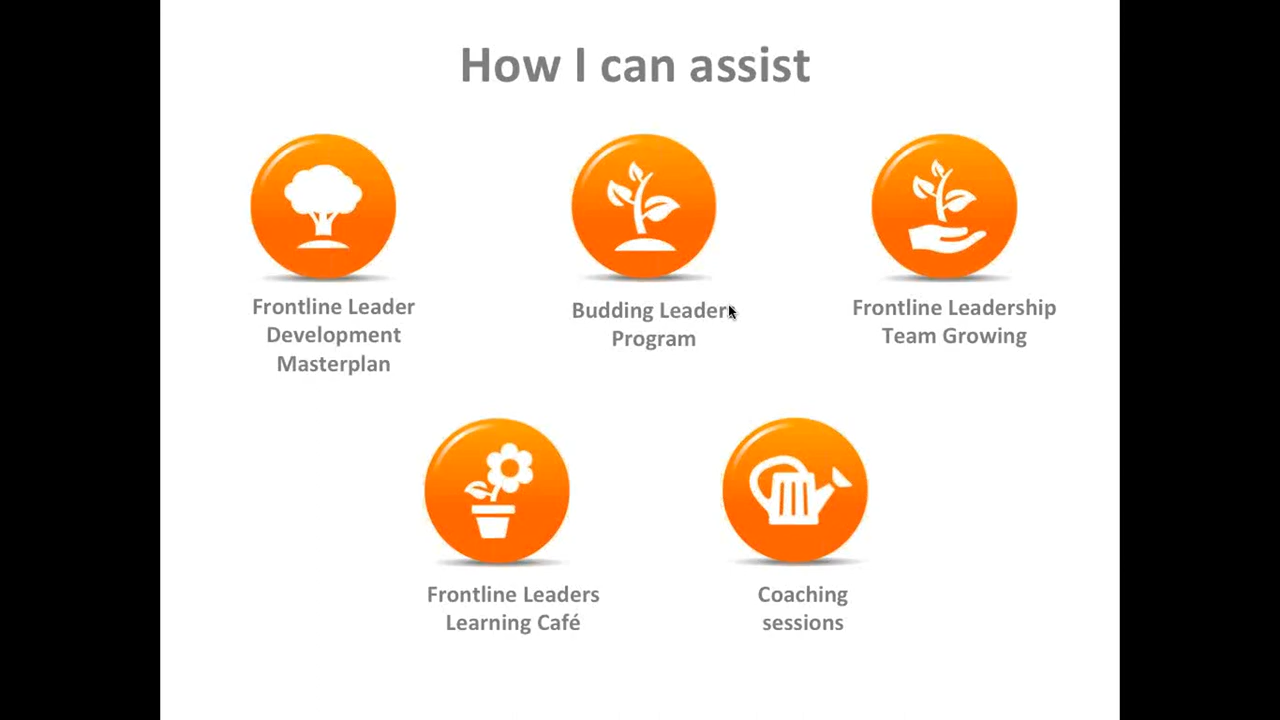 How I can assist
Frontline Leader
Development
Masterplan
Budding Leader
Program
Frontline Leadership
Team Growing
Frontline Leaders
Learning Café
Coaching
sessions